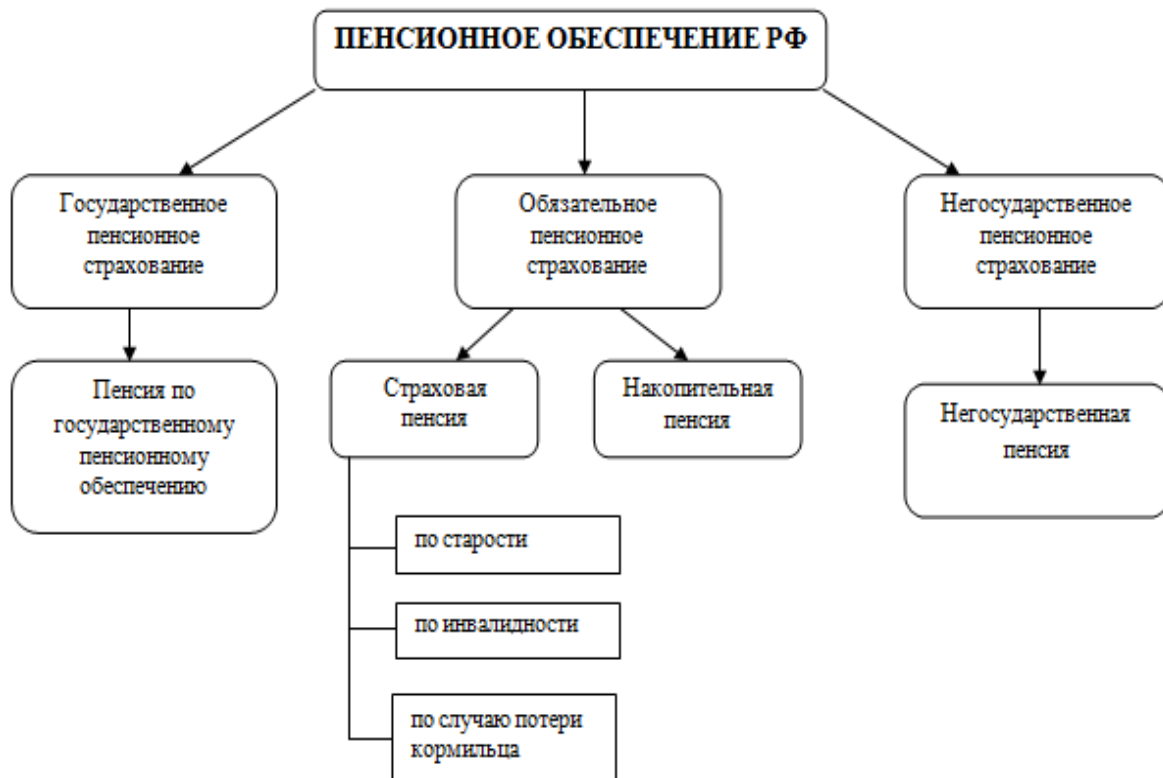 ПЕНСИОННОЕ ОБЕСПЕЧЕНИЕ РФ
Государственное
пенсионное
страхование
Обязательное
пенсионное
страхование
Негосударственное
пенсионное
страхование
Пенсия по
государственному
пенсионному
обеспечению
Страховая
пенсия
Накопительная
пенсия
Негосударственная
пенсия
по старости
по инвалидности
по случаю потери
кормильца